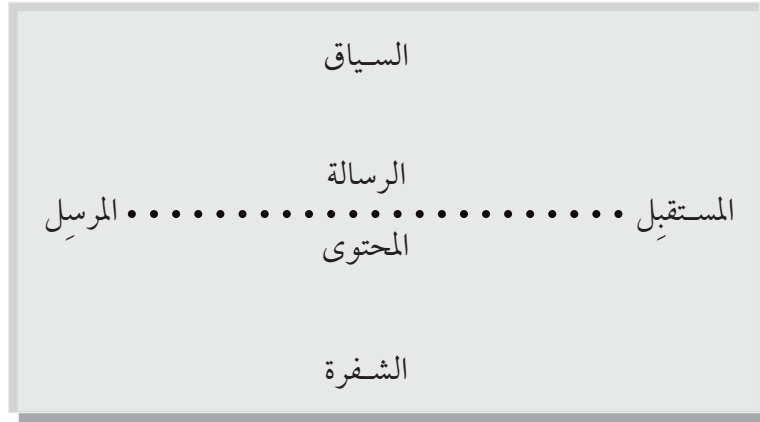 السياق
الرسالة
المستقبِل ........................ المرسِل
المحتوى
الشفرة